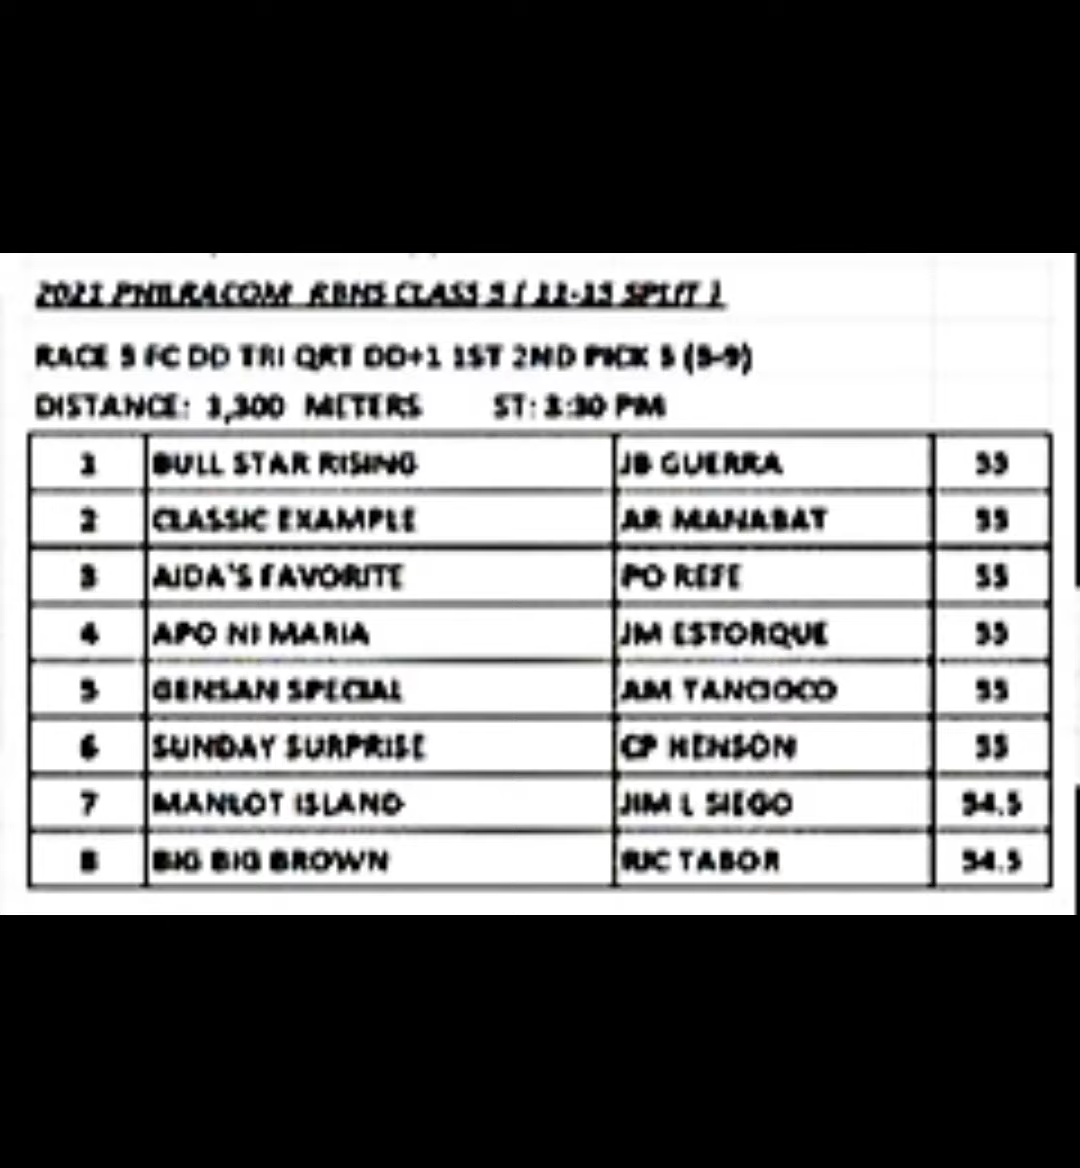 2021 PHILRACOM RBHS CLASS 5 ( 12-15 SPLIT )
RACE 5 FC DD TRI QRT DD+1 1ST 2ND PICK 5 (5-9)
DISTANCE: 1,300 METERS ST: 3:30 PM
1 BULL STAR RISING JB GUERRA 55
2 CLASSIC EXAMPLE AR MANABAT 55
3 AIDA'S FAVORITE PO REFE 55
4 APO NI MARIA JM ESTORQUE 55
5 GENSAN SPECIAL AM TANCIOCO 55
6 SUNDAY SURPRISE CP HENSON 55
7 MANLOT ISLAND JIM L SIEGO 54.5
8 BIG BIG BROWN RIC TABOR 54.5